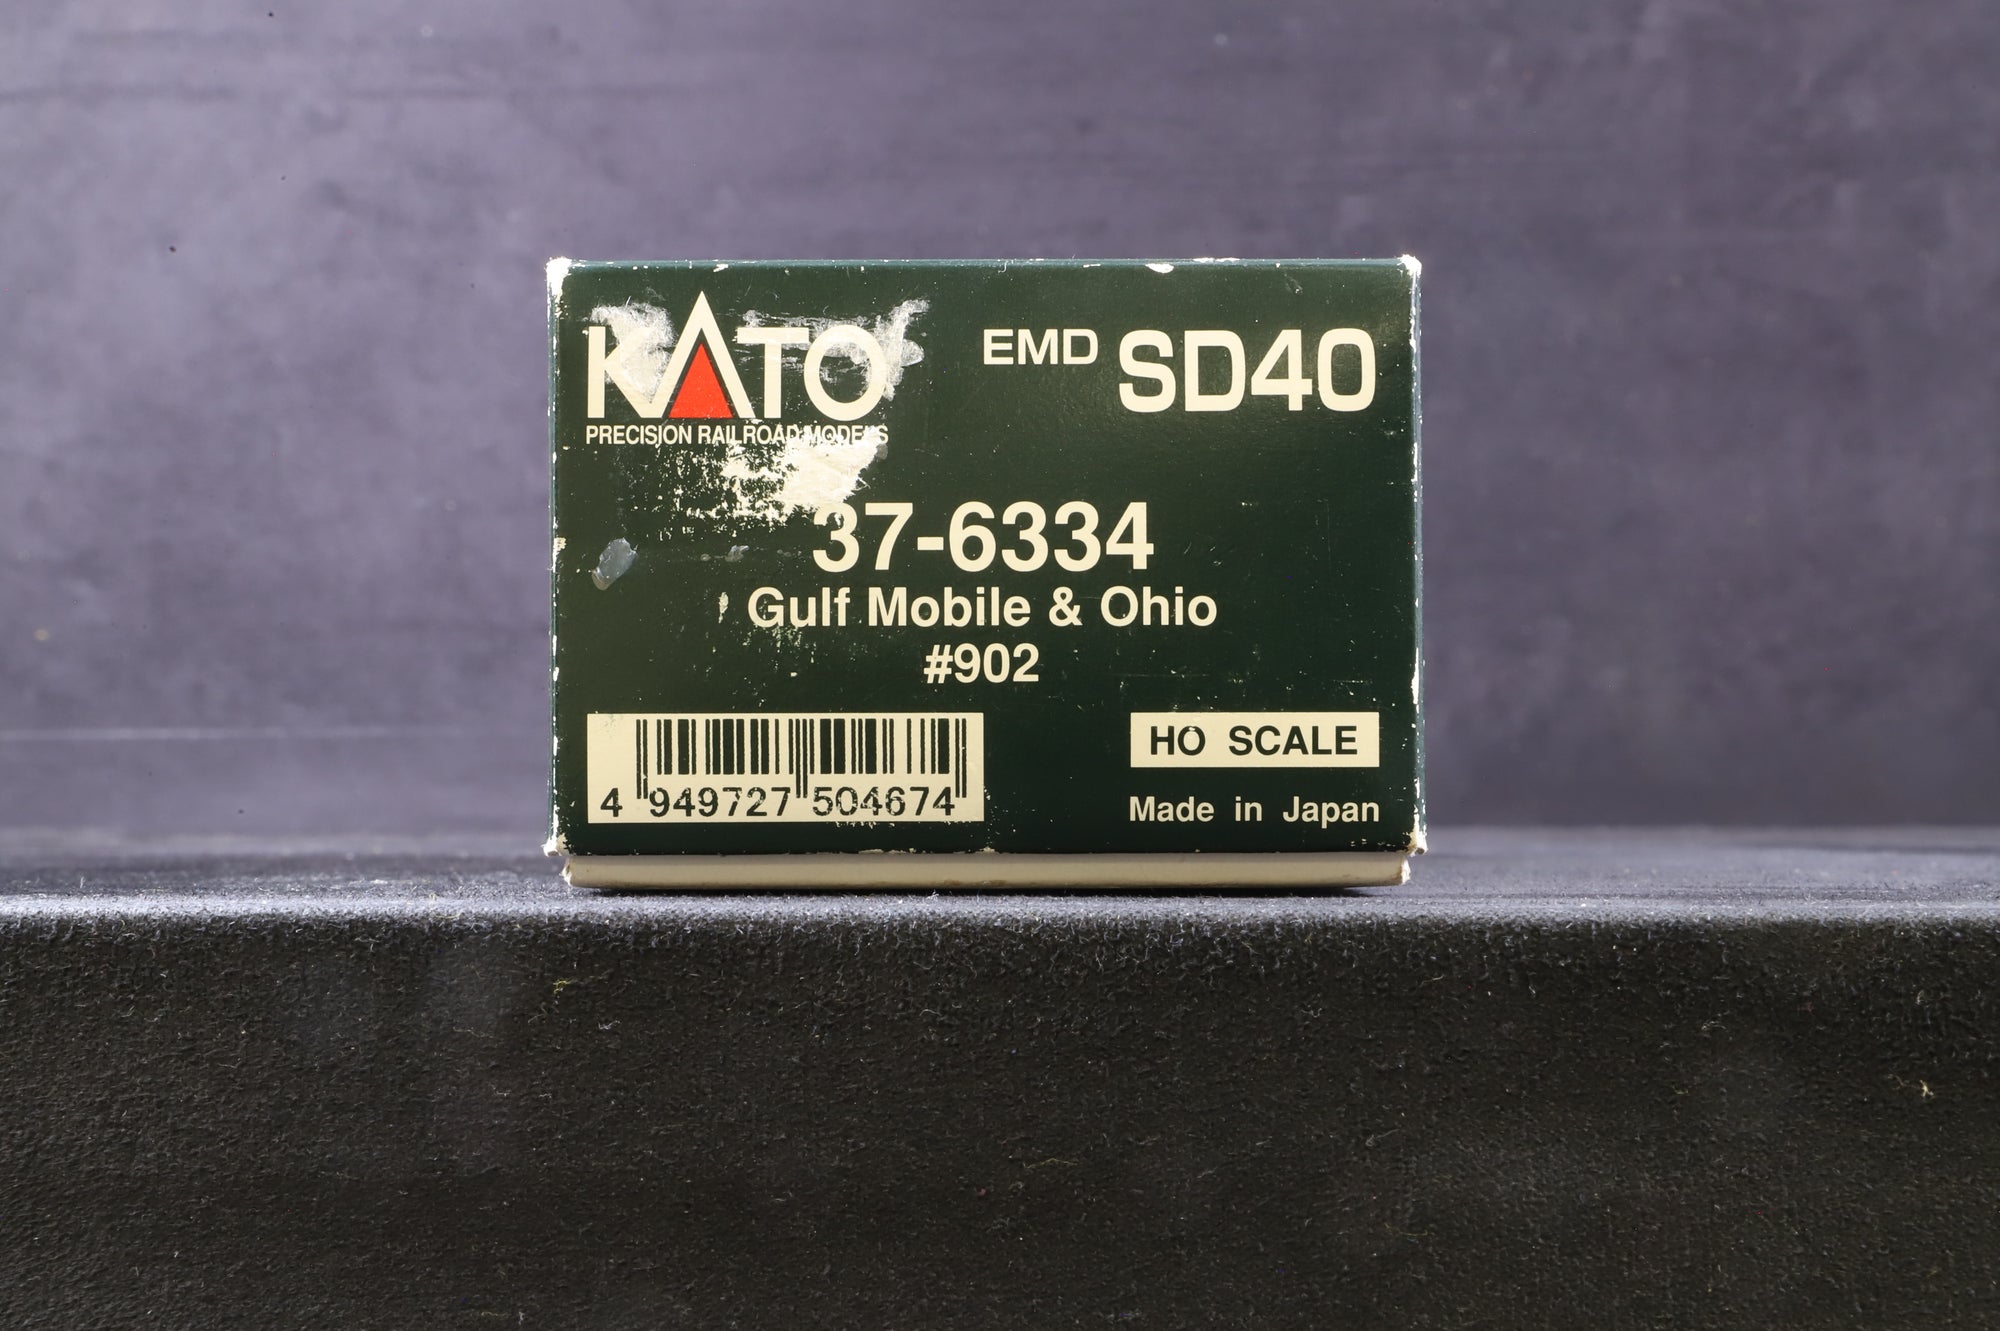 KATO
PRECISION RAILROAD MODELS
EMD SD40
37-6334
Gulf Mobile & Ohio
#902
4 949727 504674
HO SCALE
Made in Japan